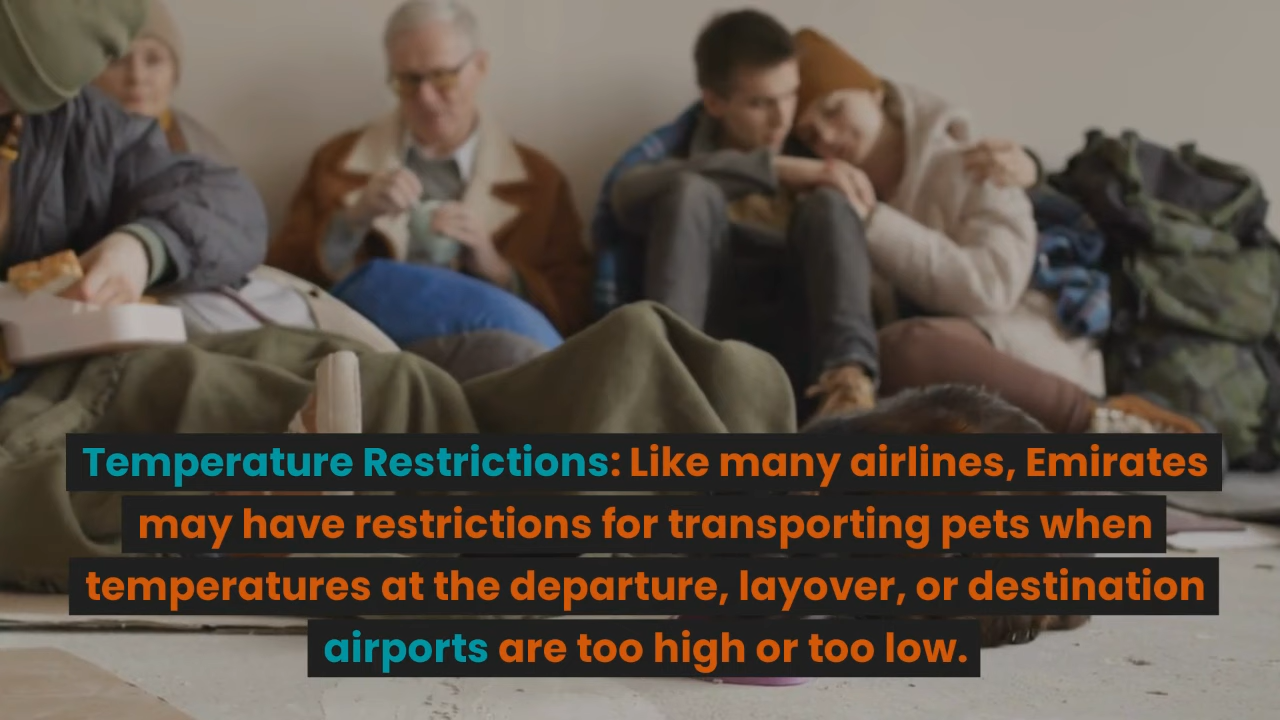 Temperature Restrictions: Like many airlines, Emirates
may have restrictions for transporting pets when
temperatures at the departure, layover, or destination
airports are too high or too low.